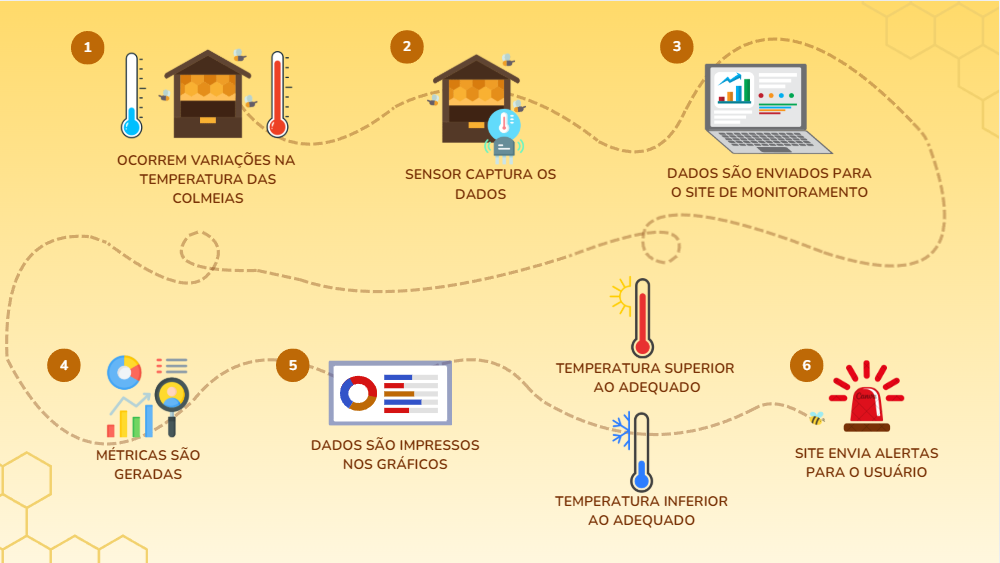 1
OCORREM VARIAÇÕES NA
TEMPERATURA DAS
COLMEIAS
2
SENSOR CAPTURA OS
DADOS
3
DADOS SÃO ENVIADOS PARA
O SITE DE MONITORAMENTO
4
MÉTRICAS SÃO
GERADAS
5
DADOS SÃO IMPRESSOS
NOS GRÁFICOS
TEMPERATURA SUPERIOR
AO ADEQUADO
TEMPERATURA INFERIOR
AO ADEQUADO
6
SITE ENVIA ALERTAS
PARA O USUÁRIO